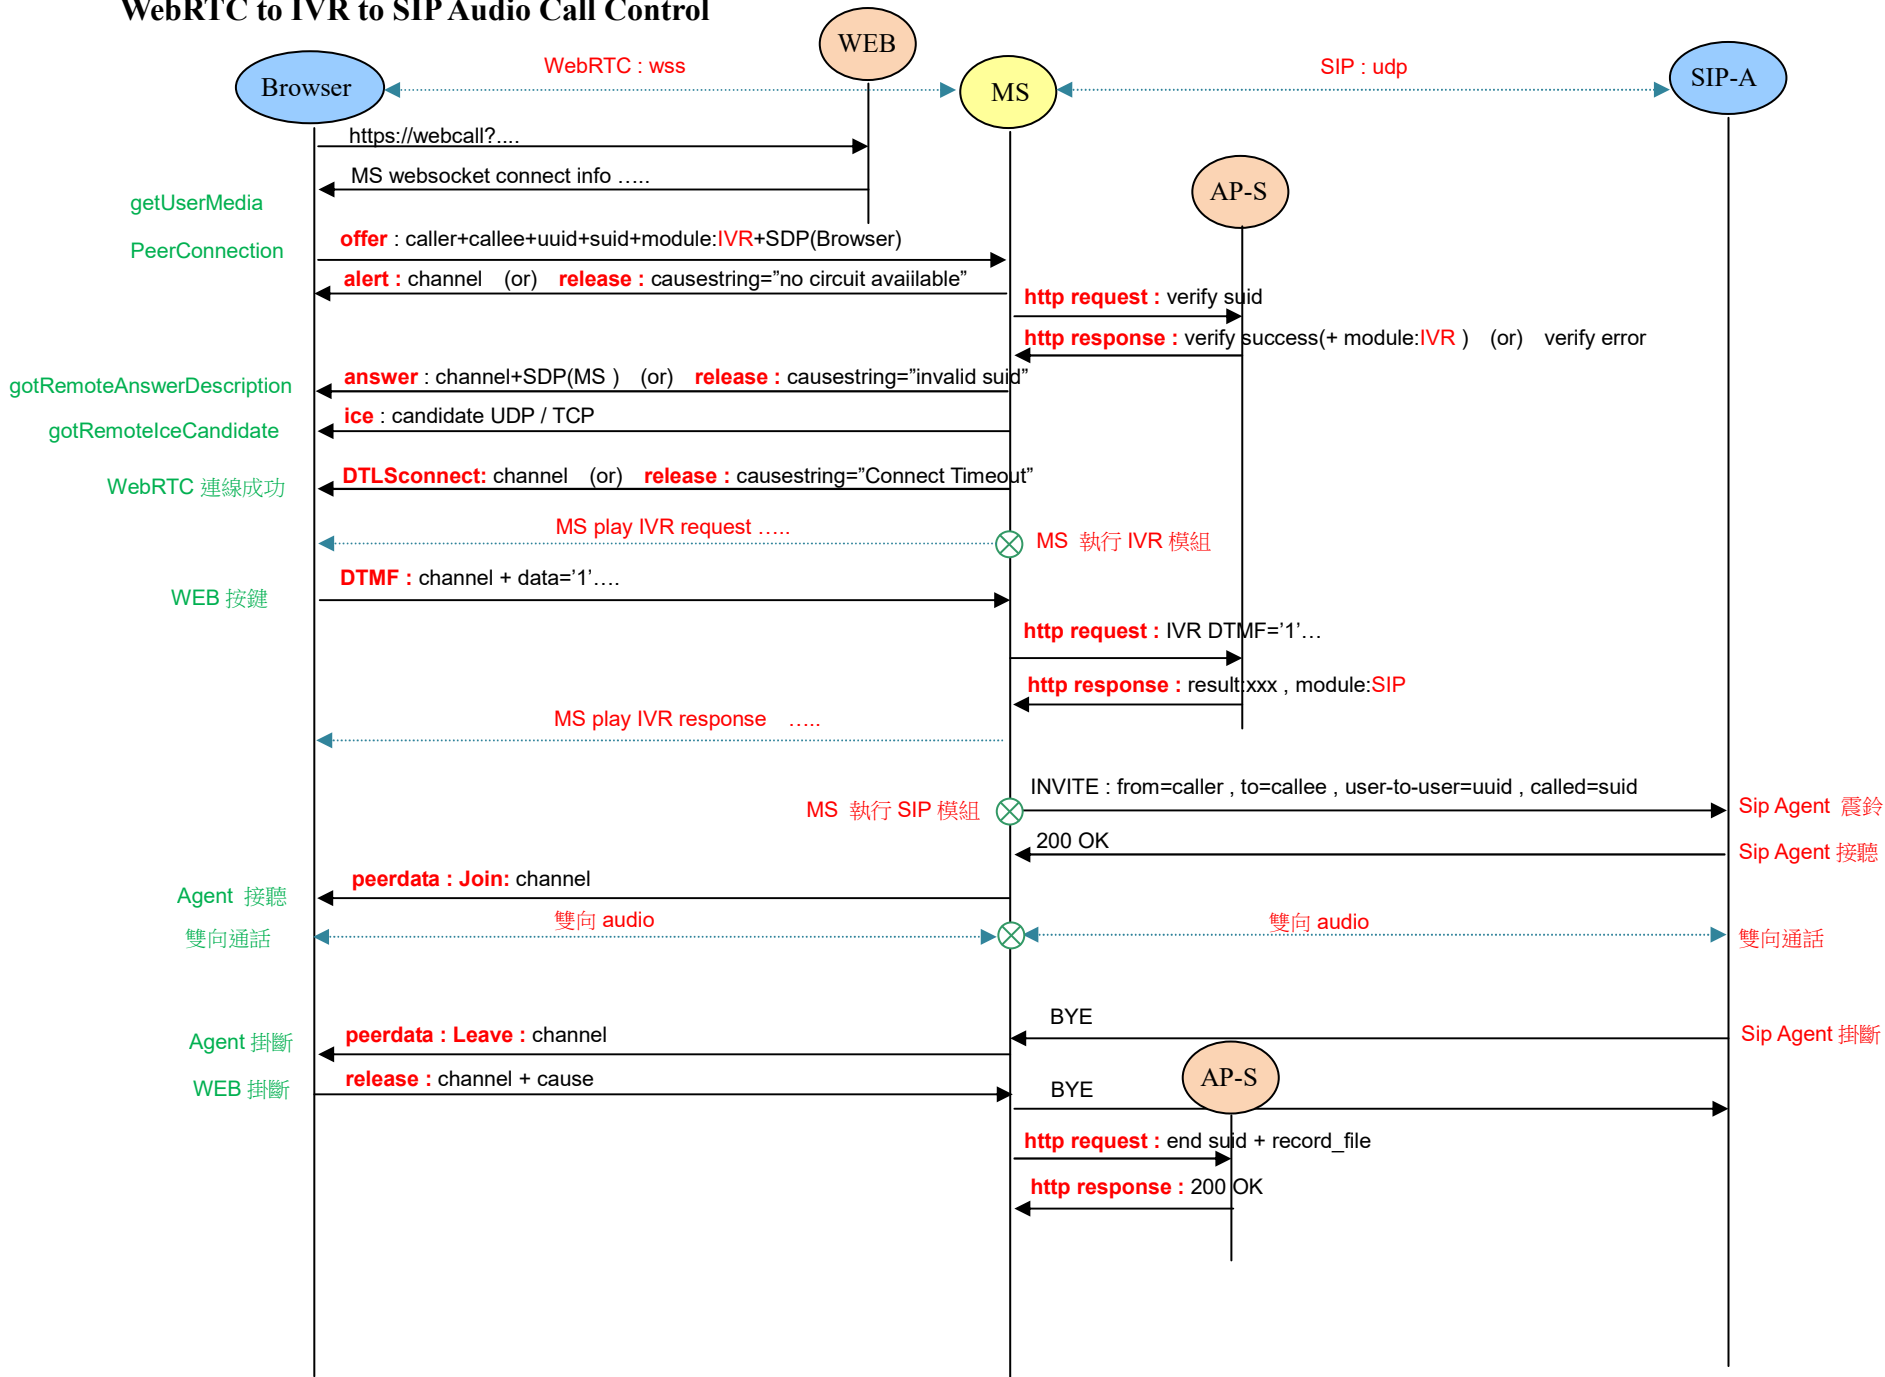 WebRTC to IVR to SIP Audio Call Control
WEB
WebRTC : wss
SIP : udp
Browser
MS
SIP-A
https://webcall?....
MS websocket connect info …..
getUserMedia
AP-S
PeerConnection
offer : caller+callee+uuid+suid+module:IVR+SDP(Browser)
alert : channel (or) release : causestring=”no circuit avaiilable”
http request : verify suid
http response : verify success(+ module:IVR ) (or) verify error
gotRemoteAnswerDescription
answer : channel+SDP(MS ) (or) release : causestring=”invalid suid”
ice : candidate UDP / TCP
gotRemoteIceCandidate
WebRTC 連線成功
DTLSconnect: channel (or) release : causestring=”Connect Timeout”
MS play IVR request …..
MS 執行 IVR 模組
DTMF : channel + data=’1’….
WEB 按鍵
http request : IVR DTMF=’1’…
http response : result:xxx , module:SIP
MS play IVR response …..
INVITE : from=caller , to=callee , user-to-user=uuid , called=suid
MS 執行 SIP 模組
Sip Agent 震鈴
200 OK
Sip Agent 接聽
peerdata : Join: channel
Agent 接聽
雙向 audio
雙向 audio
雙向通話
雙向通話
BYE
Agent 掛斷
peerdata : Leave : channel
Sip Agent 掛斷
WEB 掛斷
release : channel + cause
AP-S
BYE
http request : end suid + record_file
http response : 200 OK